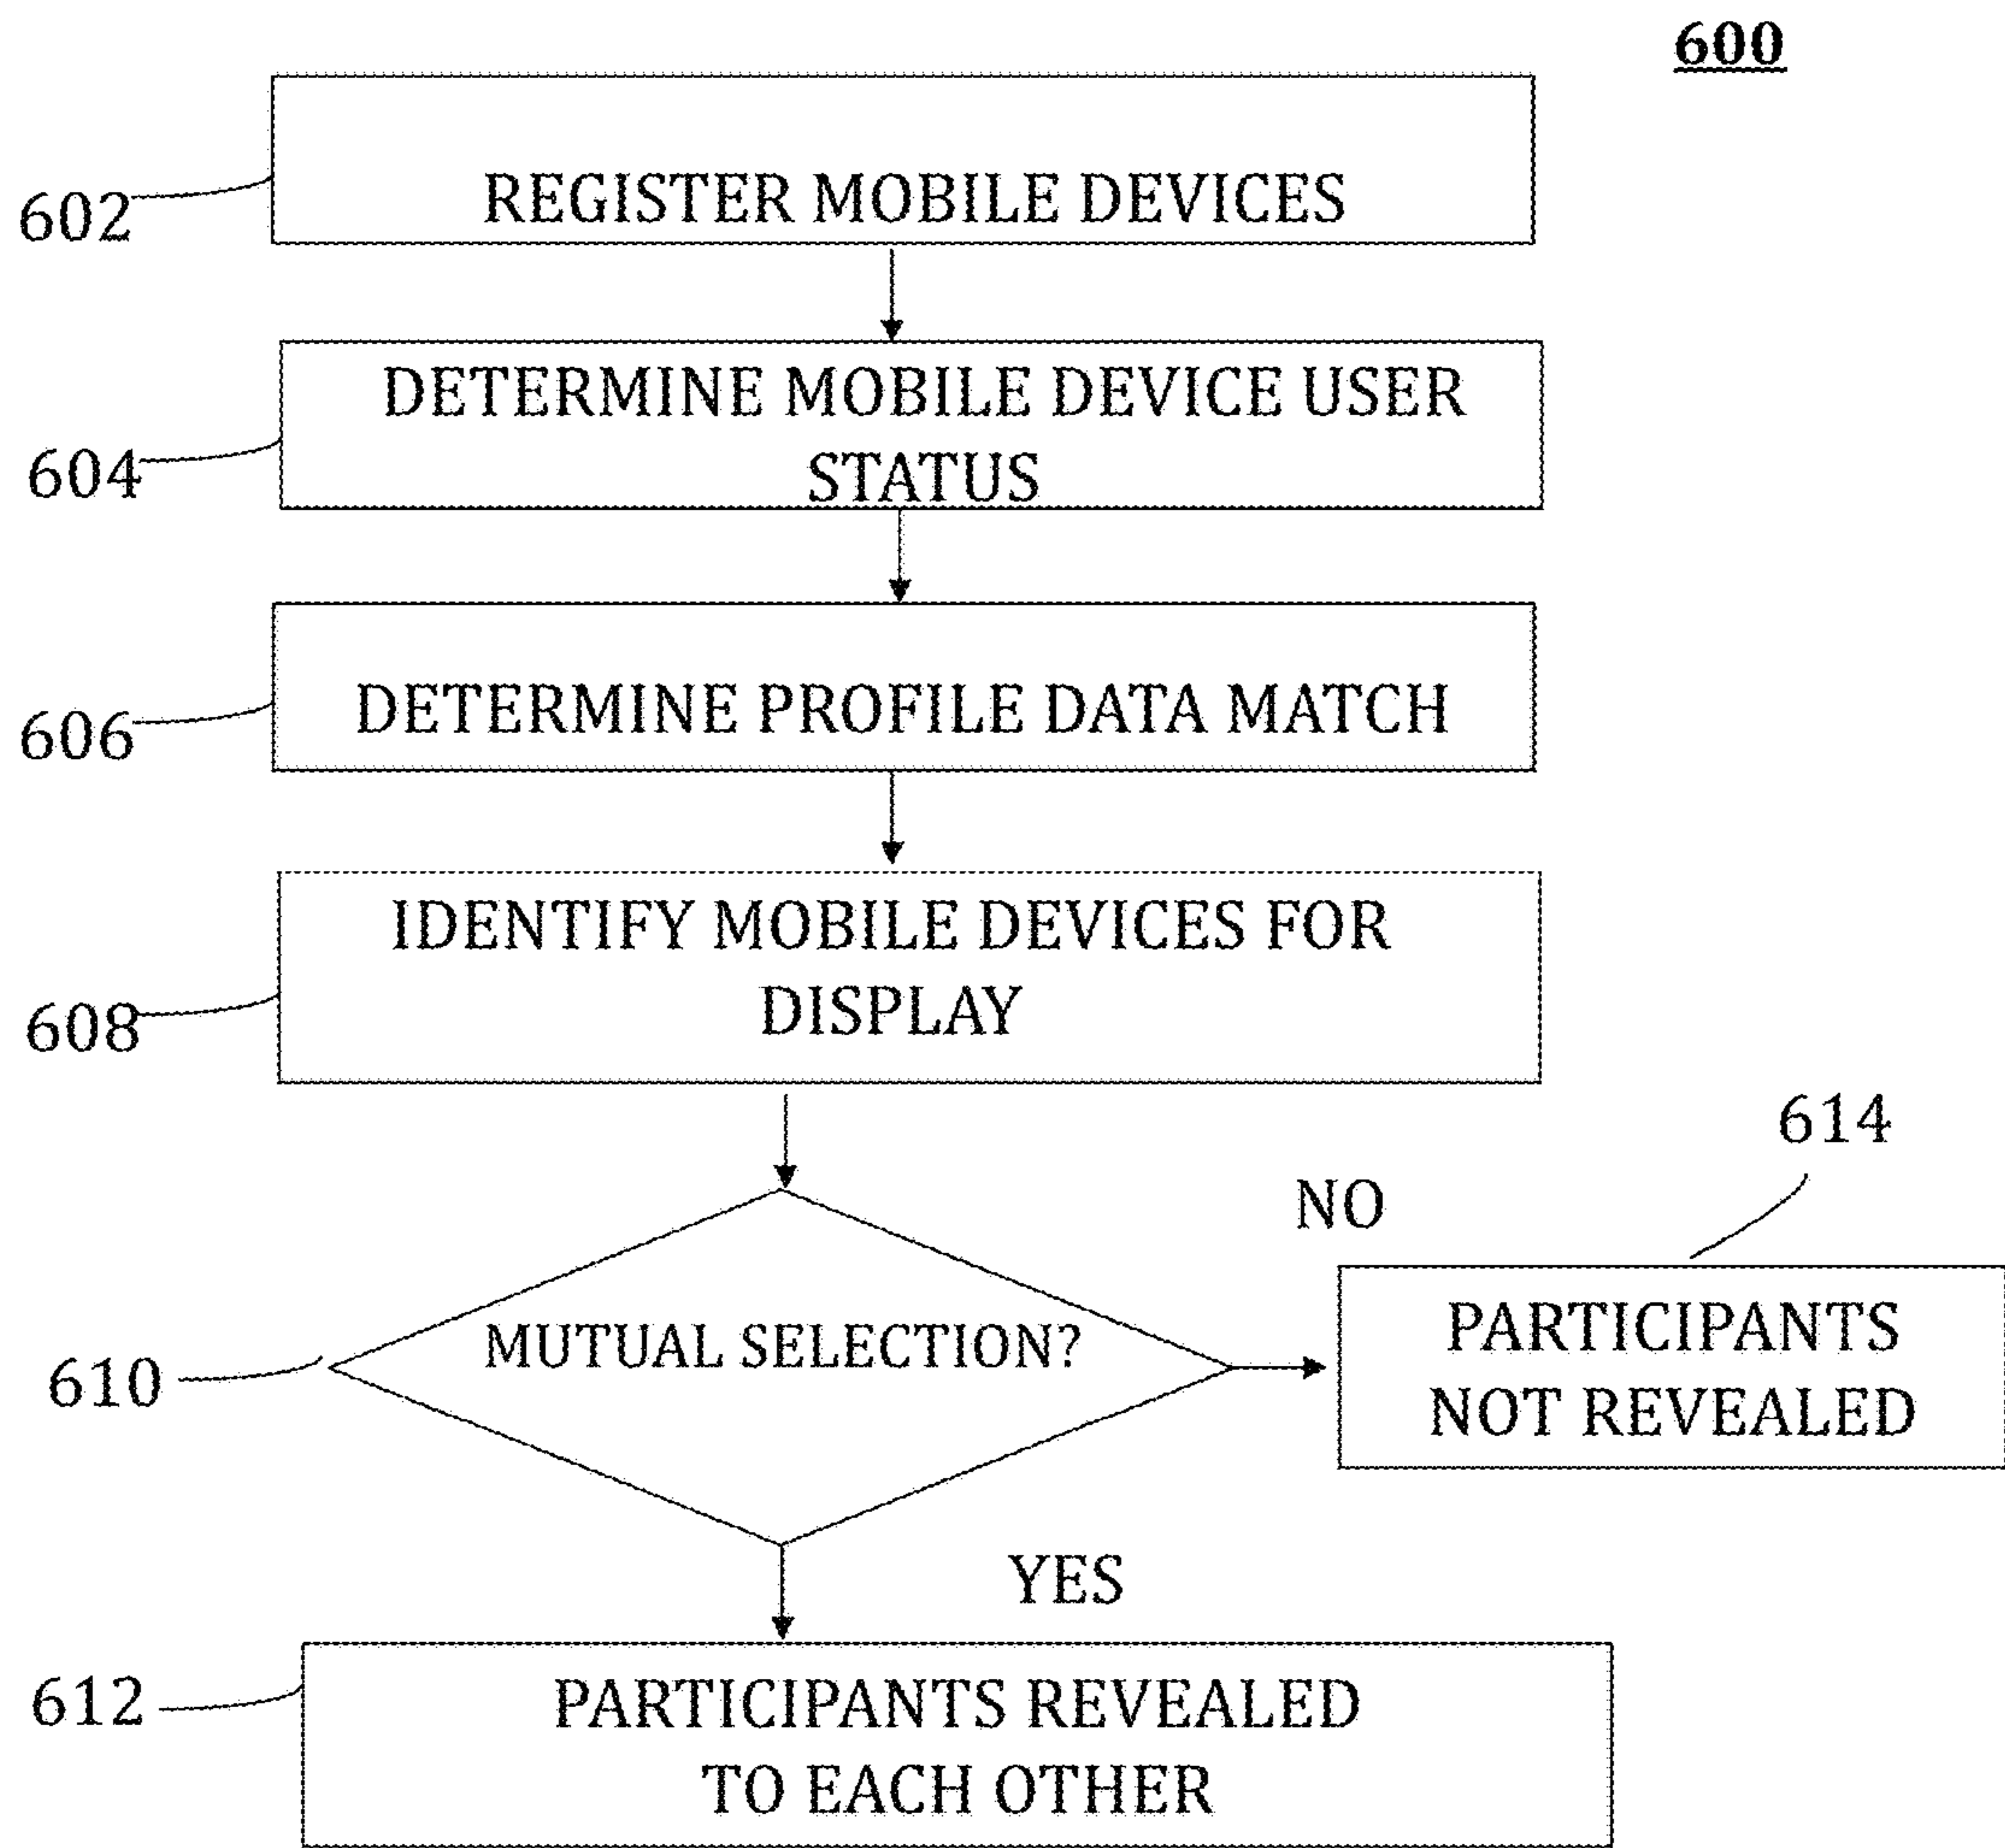 600
602
REGISTER MOBILE DEVICES
604
DETERMINE MOBILE DEVICE USER
STATUS
606
DETERMINE PROFILE DATA MATCH
608
IDENTIFY MOBILE DEVICES FOR
DISPLAY
610
MUTUAL SELECTION?
NO
614
PARTICIPANTS
NOT REVEALED
YES
612
PARTICIPANTS REVEALED
TO EACH OTHER